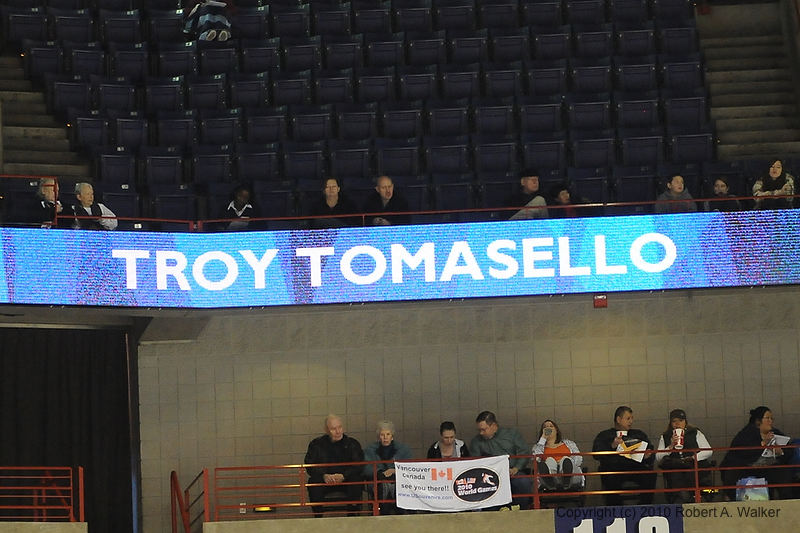 TROY TOMASELLO
Vancouver
Canada
see you there!!
2010
World Games
Copyright (c) 2010 Robert A. Walker